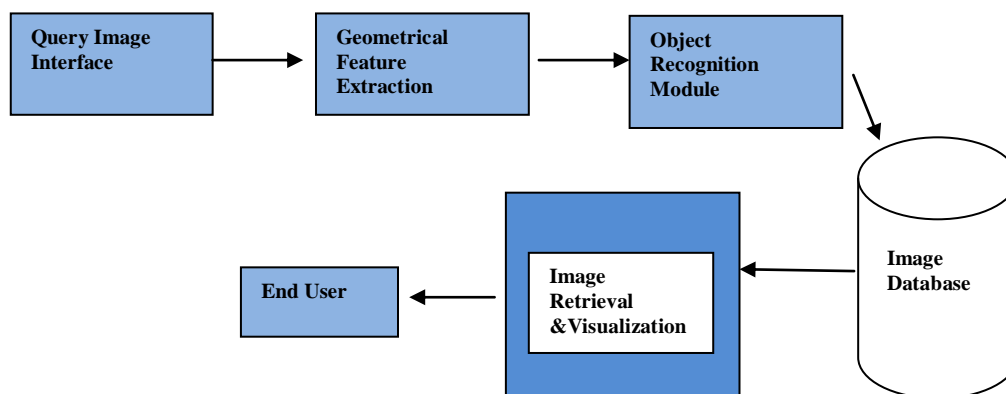 Query Image
Interface
Geometrical
Feature
Extraction
Object
Recognition
Module
Image
Database
Image
Retrieval
&Visualization
End User